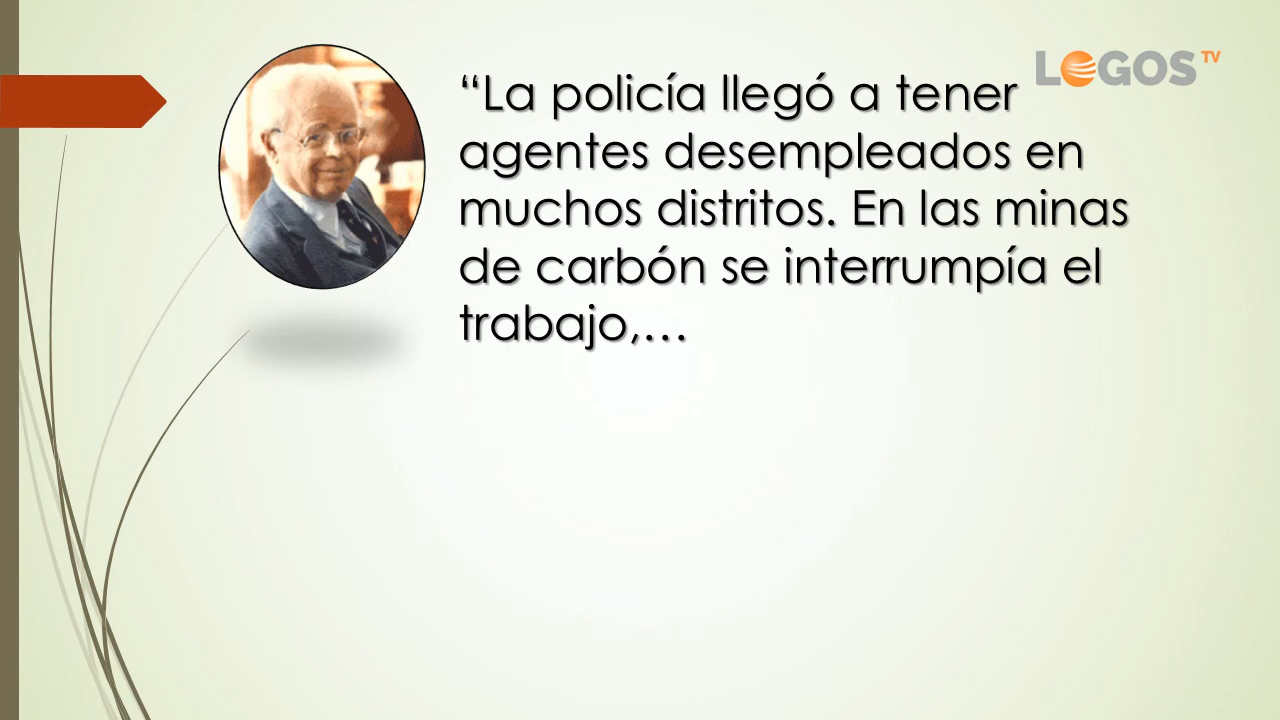 LOGOS TV
“La policía llegó a tener
agentes desempleados en
muchos distritos. En las minas
de carbón se interrumpía el
trabajo,…